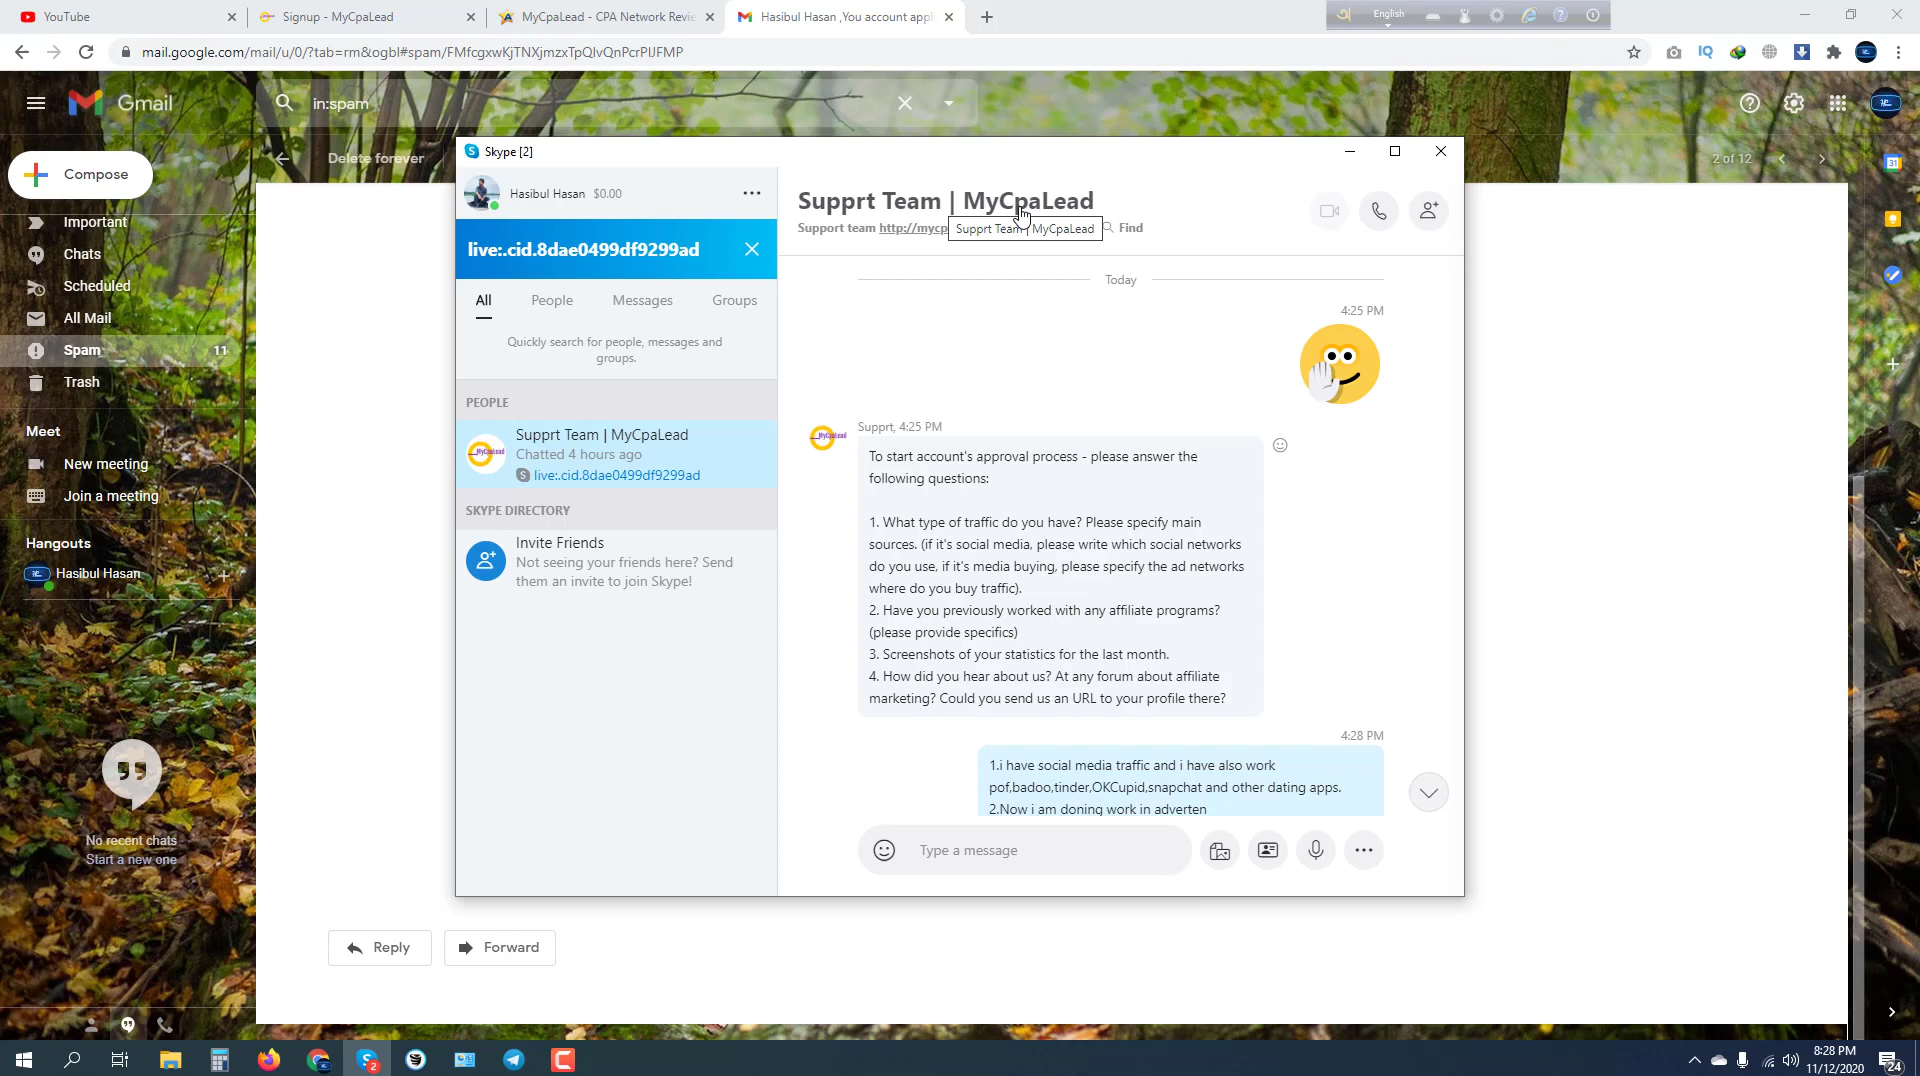 YouTube
Signup - MyCpaLead
MyCpaLead - CPA Network Revie
Hasibul Hasan ,You account appl
English
mail.google.com/mail/u/0/?tab=rm&ogbl#spam/FMfcgxwKjTNXjmzxTpQlvQnPcrPlJFMP
Gmail
in:spam
Compose
Delete forever
2 of 12
Important
Chats
Scheduled
All Mail
Spam 11
Trash
Meet
New meeting
Join a meeting
Hangouts
Hasibul Hasan
No recent chats
Start a new one
Skype [2]
Hasibul Hasan $0.00
live:.cid.8dae0499df9299ad
All People Messages Groups
Quickly search for people, messages and
groups.
PEOPLE
Supprt Team | MyCpaLead
Chatted 4 hours ago
live:.cid.8dae0499df9299ad
SKYPE DIRECTORY
Invite Friends
Not seeing your friends here? Send
them an invite to join Skype!
Supprt Team | MyCpaLead
Support team http://mycp
Supprt Team | MyCpaLead
Find
Today
4:25 PM
MyCpaLead
Supprt, 4:25 PM
To start account's approval process - please answer the
following questions:
1. What type of traffic do you have? Please specify main
sources. (if it's social media, please write which social networks
do you use, if it's media buying, please specify the ad networks
where do you buy traffic).
2. Have you previously worked with any affiliate programs?
(please provide specifics)
3. Screenshots of your statistics for the last month.
4. How did you hear about us? At any forum about affiliate
marketing? Could you send us an URL to your profile there?
4:28 PM
1.i have social media traffic and i have also work
pof,badoo,tinder,OKCupid,snapchat and other dating apps.
2.Now i am doning work in adverten
Type a message
Reply
Forward
8:28 PM
11/12/2020
24